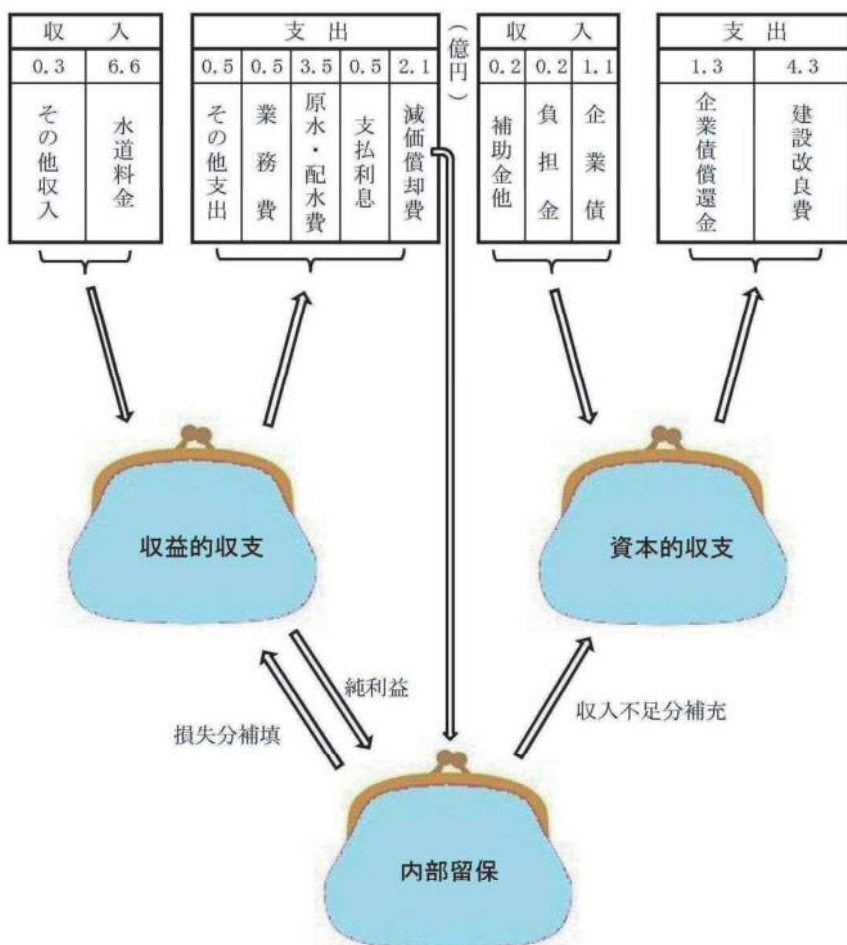 収入
0.3 6.6
その他収入
水道料金
支出
0.5 0.5 3.5 0.5 2.1
その他支出
業務費
原水・配水費
支払利息
減価償却費
(億円)
収入
0.2 0.2 1.1
補助金他
負担金
企業債
支出
1.3 4.3
企業債償還金
建設改良費
収益的収支
資本的収支
純利益
損失分補填
収入不足分補充
内部留保